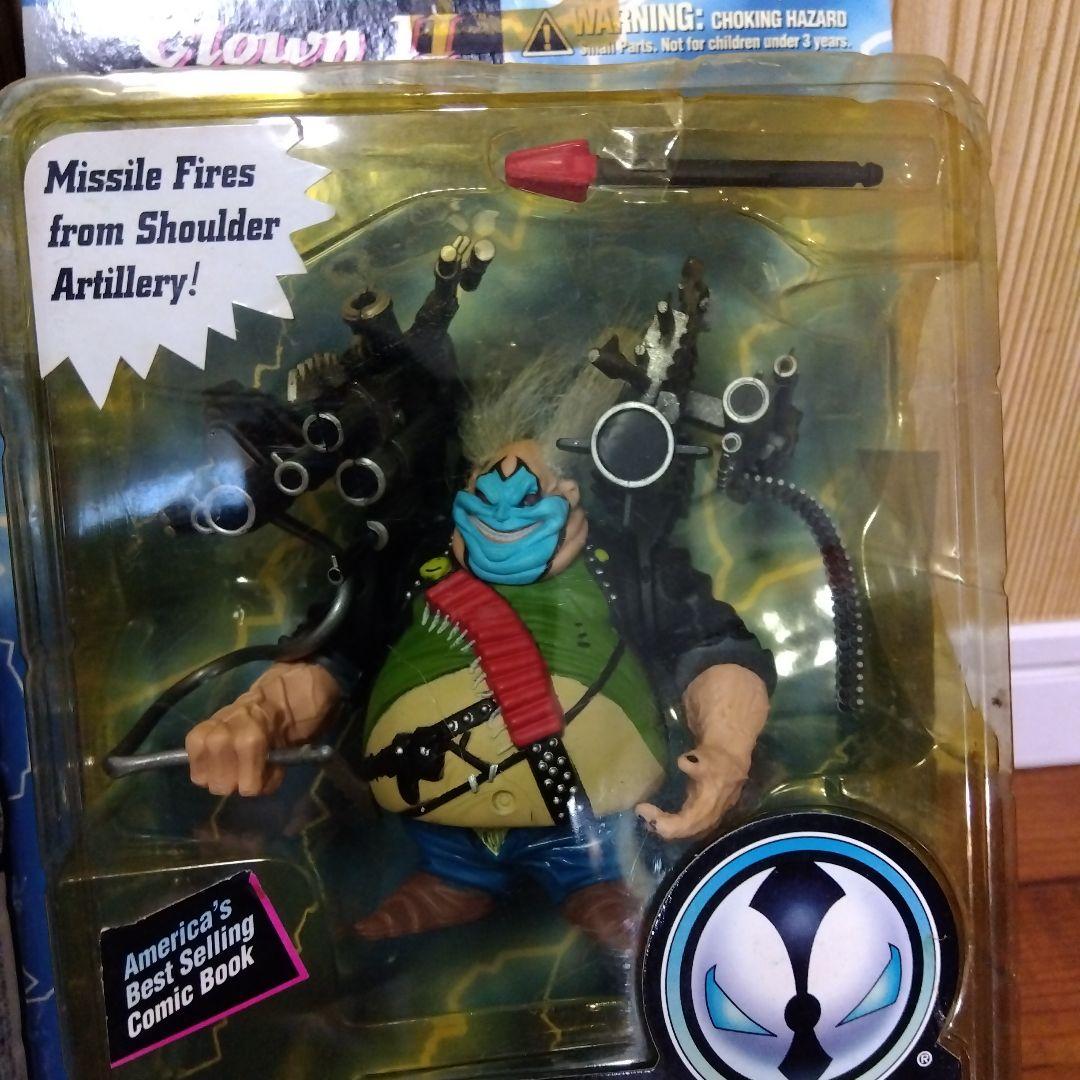 Clown II
WARNING: CHOKING HAZARD
Small Parts. Not for children under 3 years.
Missile Fires
from Shoulder
Artillery!
America's
Best Selling
Comic Book
®